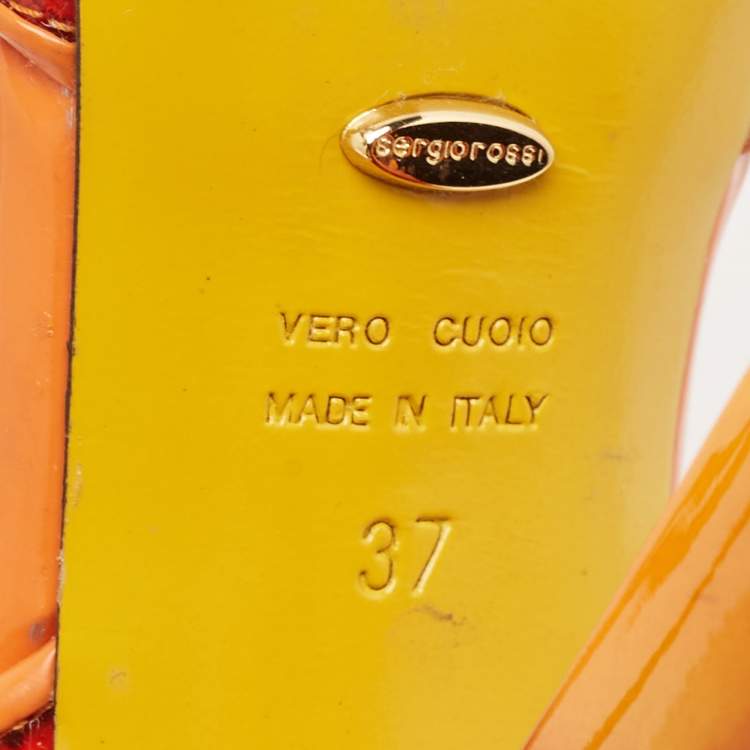 sergiorossi
VERO CUOIO
MADE IN ITALY
37